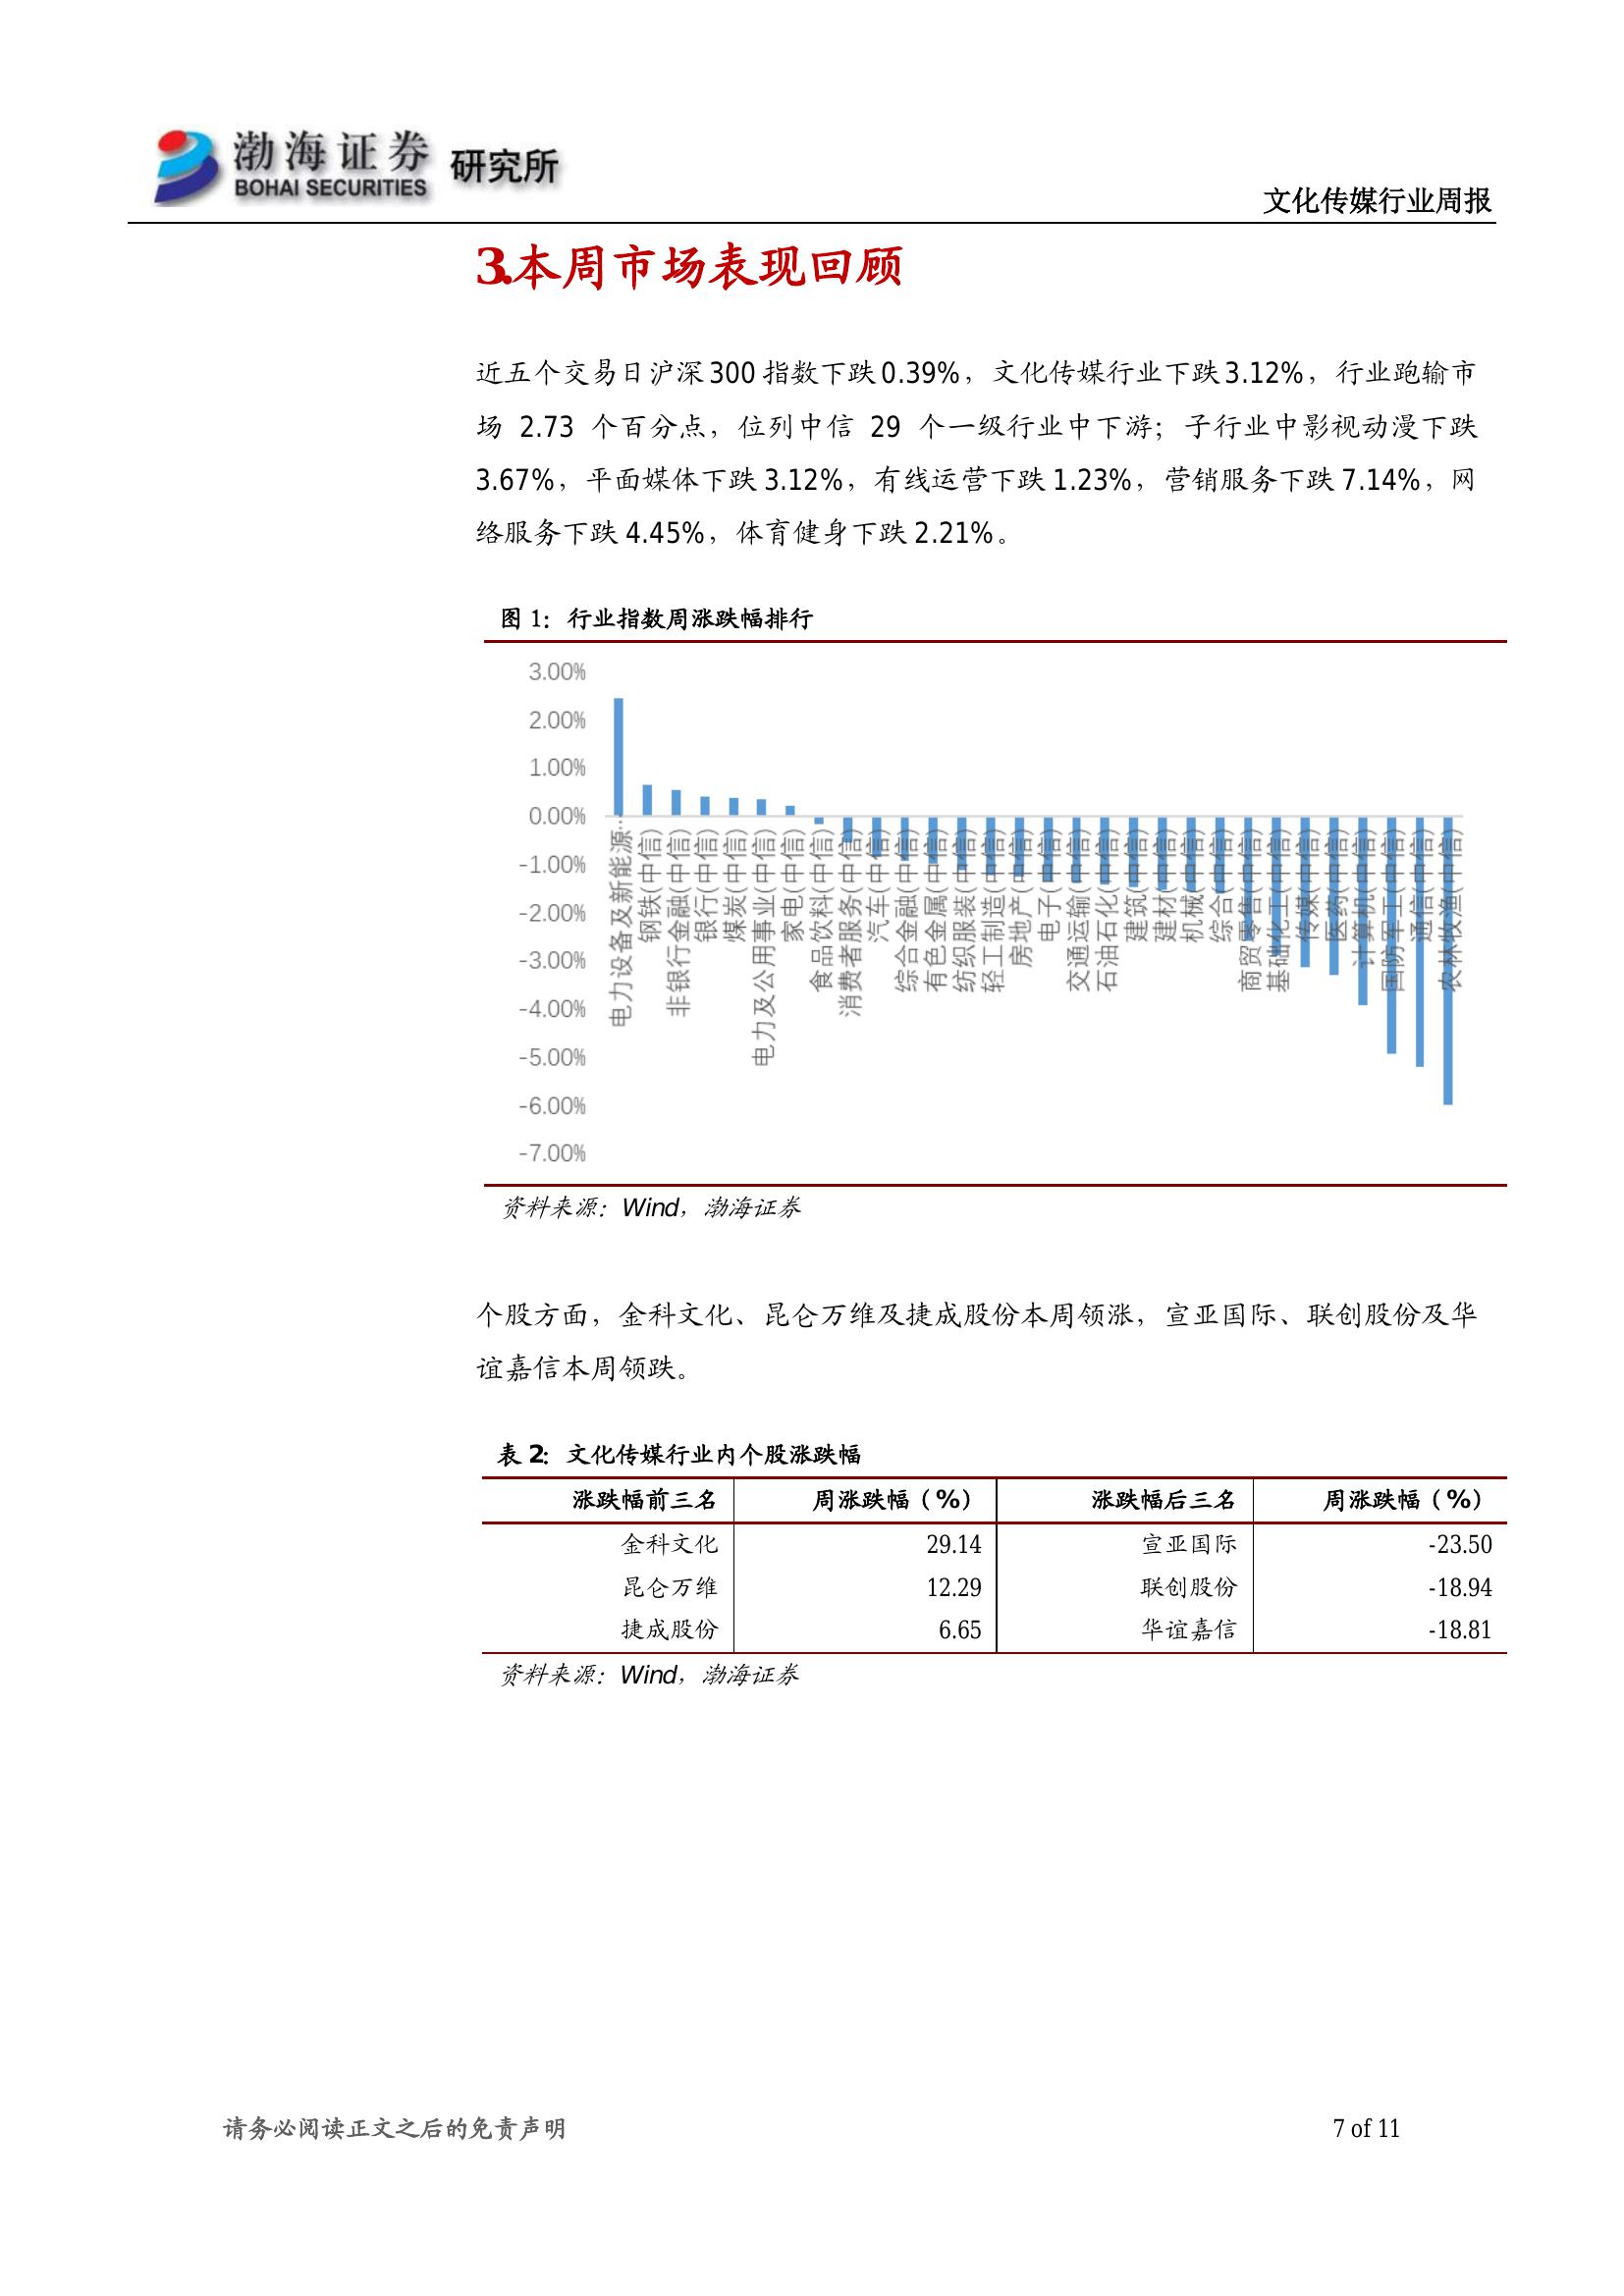 渤海证券 研究所
BOHAI SECURITIES
文化传媒行业周报
3.本周市场表现回顾
近五个交易日沪深 300 指数下跌 0.39%，文化传媒行业下跌 3.12%，行业跑输市
场 2.73 个百分点，位列中信 29 个一级行业中下游；子行业中影视动漫下跌
3.67%，平面媒体下跌 3.12%，有线运营下跌 1.23%，营销服务下跌 7.14%，网
络服务下跌 4.45%，体育健身下跌 2.21%。
图 1：行业指数周涨跌幅排行
3.00%
2.00%
1.00%
0.00%
-1.00%
-2.00%
-3.00%
-4.00%
-5.00%
-6.00%
-7.00%
电力设备及新能源…
钢铁(中信)
非银行金融(中信)
银行(中信)
煤炭(中信)
电力及公用事业(中信)
家电(中信)
食品饮料(中信)
消费者服务(中信)
汽车(中信)
综合金融(中信)
有色金属(中信)
纺织服装(中信)
轻工制造(中信)
房地产(中信)
电子(中信)
交通运输(中信)
石油石化(中信)
建筑(中信)
建材(中信)
机械(中信)
综合(中信)
商贸零售(中信)
基础化工(中信)
传媒(中信)
医药(中信)
计算机(中信)
国防军工(中信)
通信(中信)
农林牧渔(中信)
资料来源：Wind，渤海证券
个股方面，金科文化、昆仑万维及捷成股份本周领涨，宣亚国际、联创股份及华
谊嘉信本周领跌。
表 2：文化传媒行业内个股涨跌幅
涨跌幅前三名 周涨跌幅（%） 涨跌幅后三名 周涨跌幅（%）
金科文化 29.14 宣亚国际 -23.50
昆仑万维 12.29 联创股份 -18.94
捷成股份 6.65 华谊嘉信 -18.81
资料来源：Wind，渤海证券
请务必阅读正文之后的免责声明 7 of 11